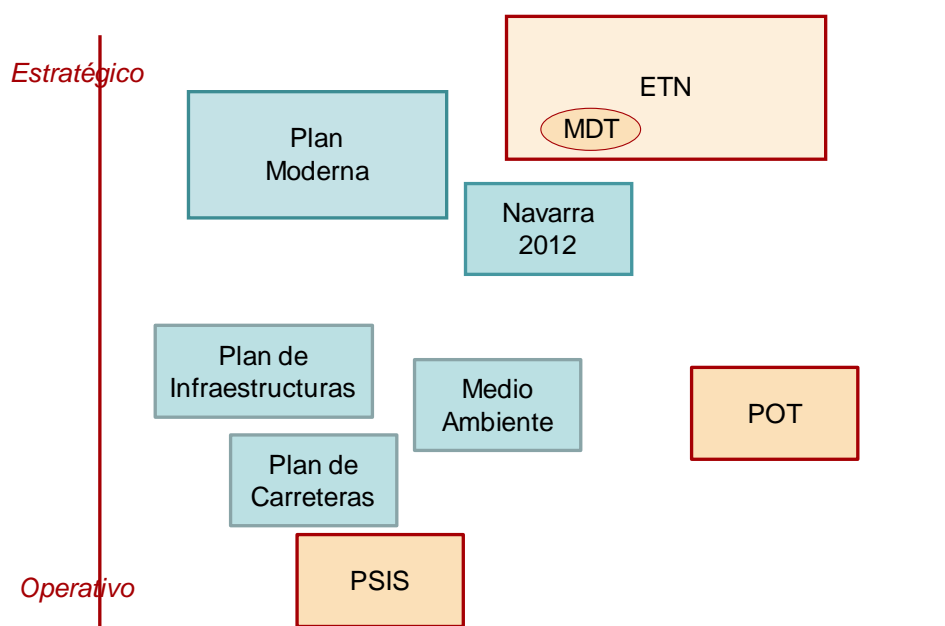 Estratégico
ETN
MDT
Plan
Moderna
Navarra
2012
Plan de
Infraestructuras
Medio
Ambiente
POT
Plan de
Carreteras
PSIS
Operativo